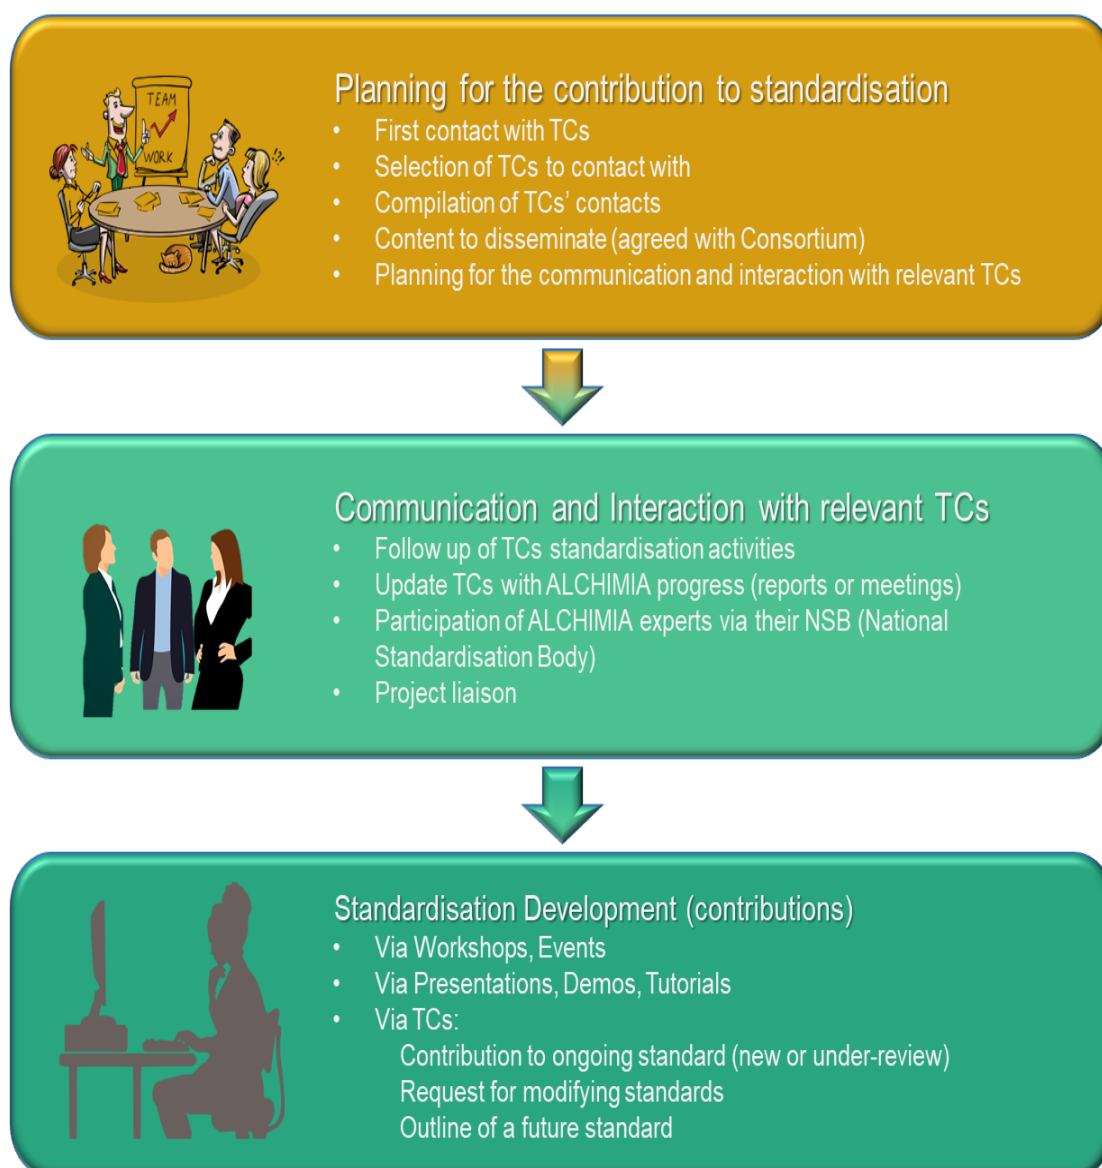 TEAM
WORK
!!!
Planning for the contribution to standardisation
• First contact with TCs
• Selection of TCs to contact with
• Compilation of TCs' contacts
• Content to disseminate (agreed with Consortium)
• Planning for the communication and interaction with relevant TCs
Communication and Interaction with relevant TCs
• Follow up of TCs standardisation activities
• Update TCs with ALCHIMIA progress (reports or meetings)
• Participation of ALCHIMIA experts via their NSB (National
Standardisation Body)
• Project liaison
Standardisation Development (contributions)
• Via Workshops, Events
• Via Presentations, Demos, Tutorials
• Via TCs:
Contribution to ongoing standard (new or under-review)
Request for modifying standards
Outline of a future standard